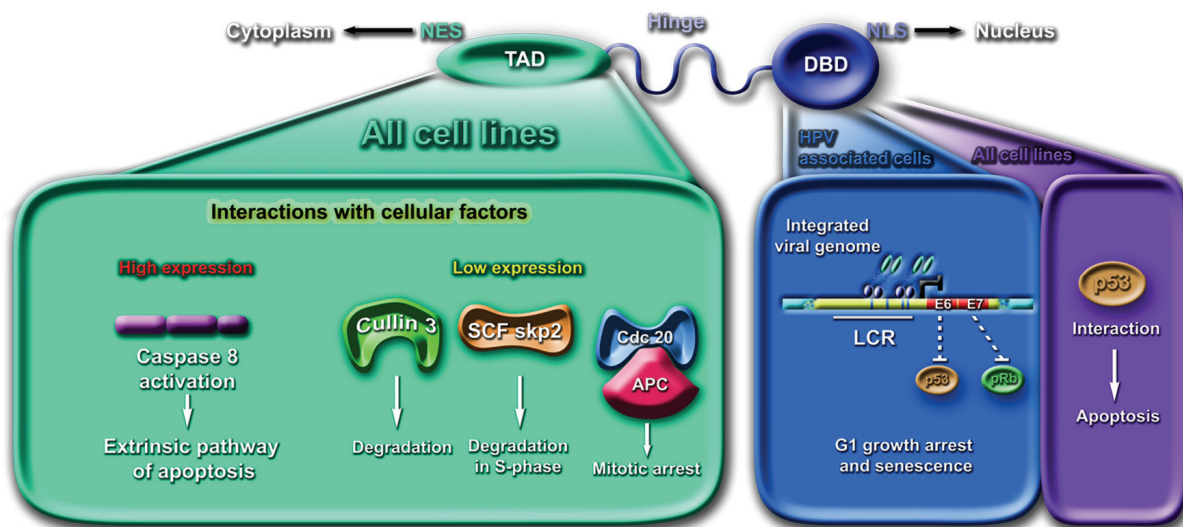 Cytoplasm
NES
TAD
Hinge
DBD
NLS
Nucleus
All cell lines
HPV
associated cells
All cell lines
Interactions with cellular factors
High expression
Low expression
Caspase 8
activation
Extrinsic pathway
of apoptosis
Cullin 3
Degradation
SCF skp2
Degradation
in S-phase
Cdc 20
APC
Mitotic arrest
Integrated
viral genome
E6
E7
LCR
p53
pRb
G1 growth arrest
and senescence
p53
Interaction
Apoptosis